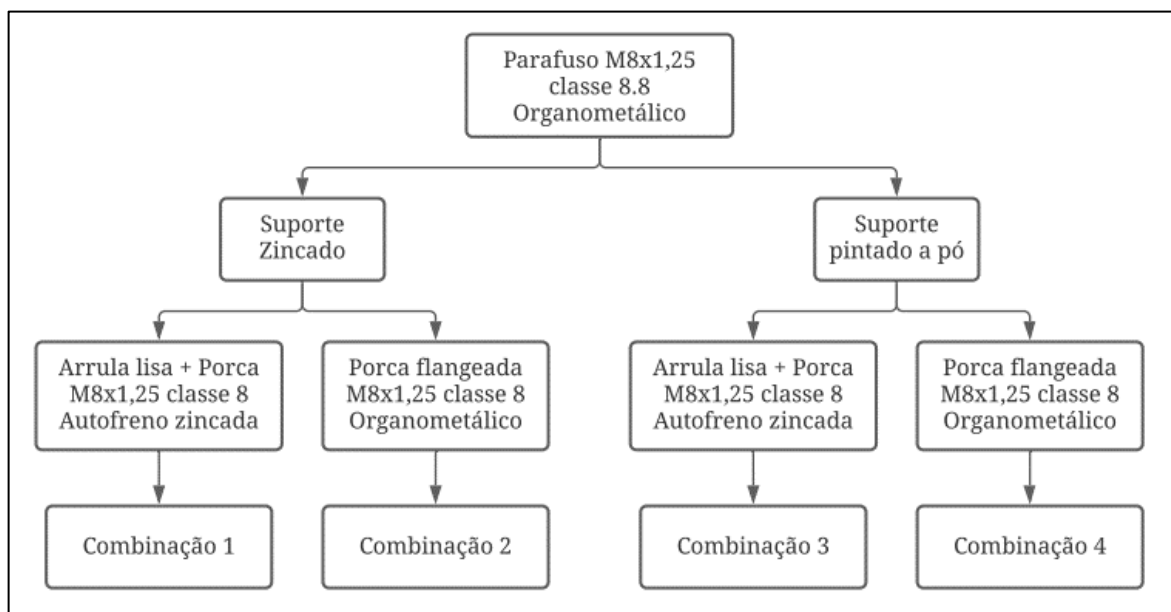 Parafuso M8x1,25
classe 8.8
Organometálico
Suporte
Zincado
Suporte
pintado a pó
Arrula lisa + Porca
M8x1,25 classe 8
Autofreno zincada
Porca flangeada
M8x1,25 classe 8
Organometálico
Arrula lisa + Porca
M8x1,25 classe 8
Autofreno zincada
Porca flangeada
M8x1,25 classe 8
Organometálico
Combinação 1
Combinação 2
Combinação 3
Combinação 4